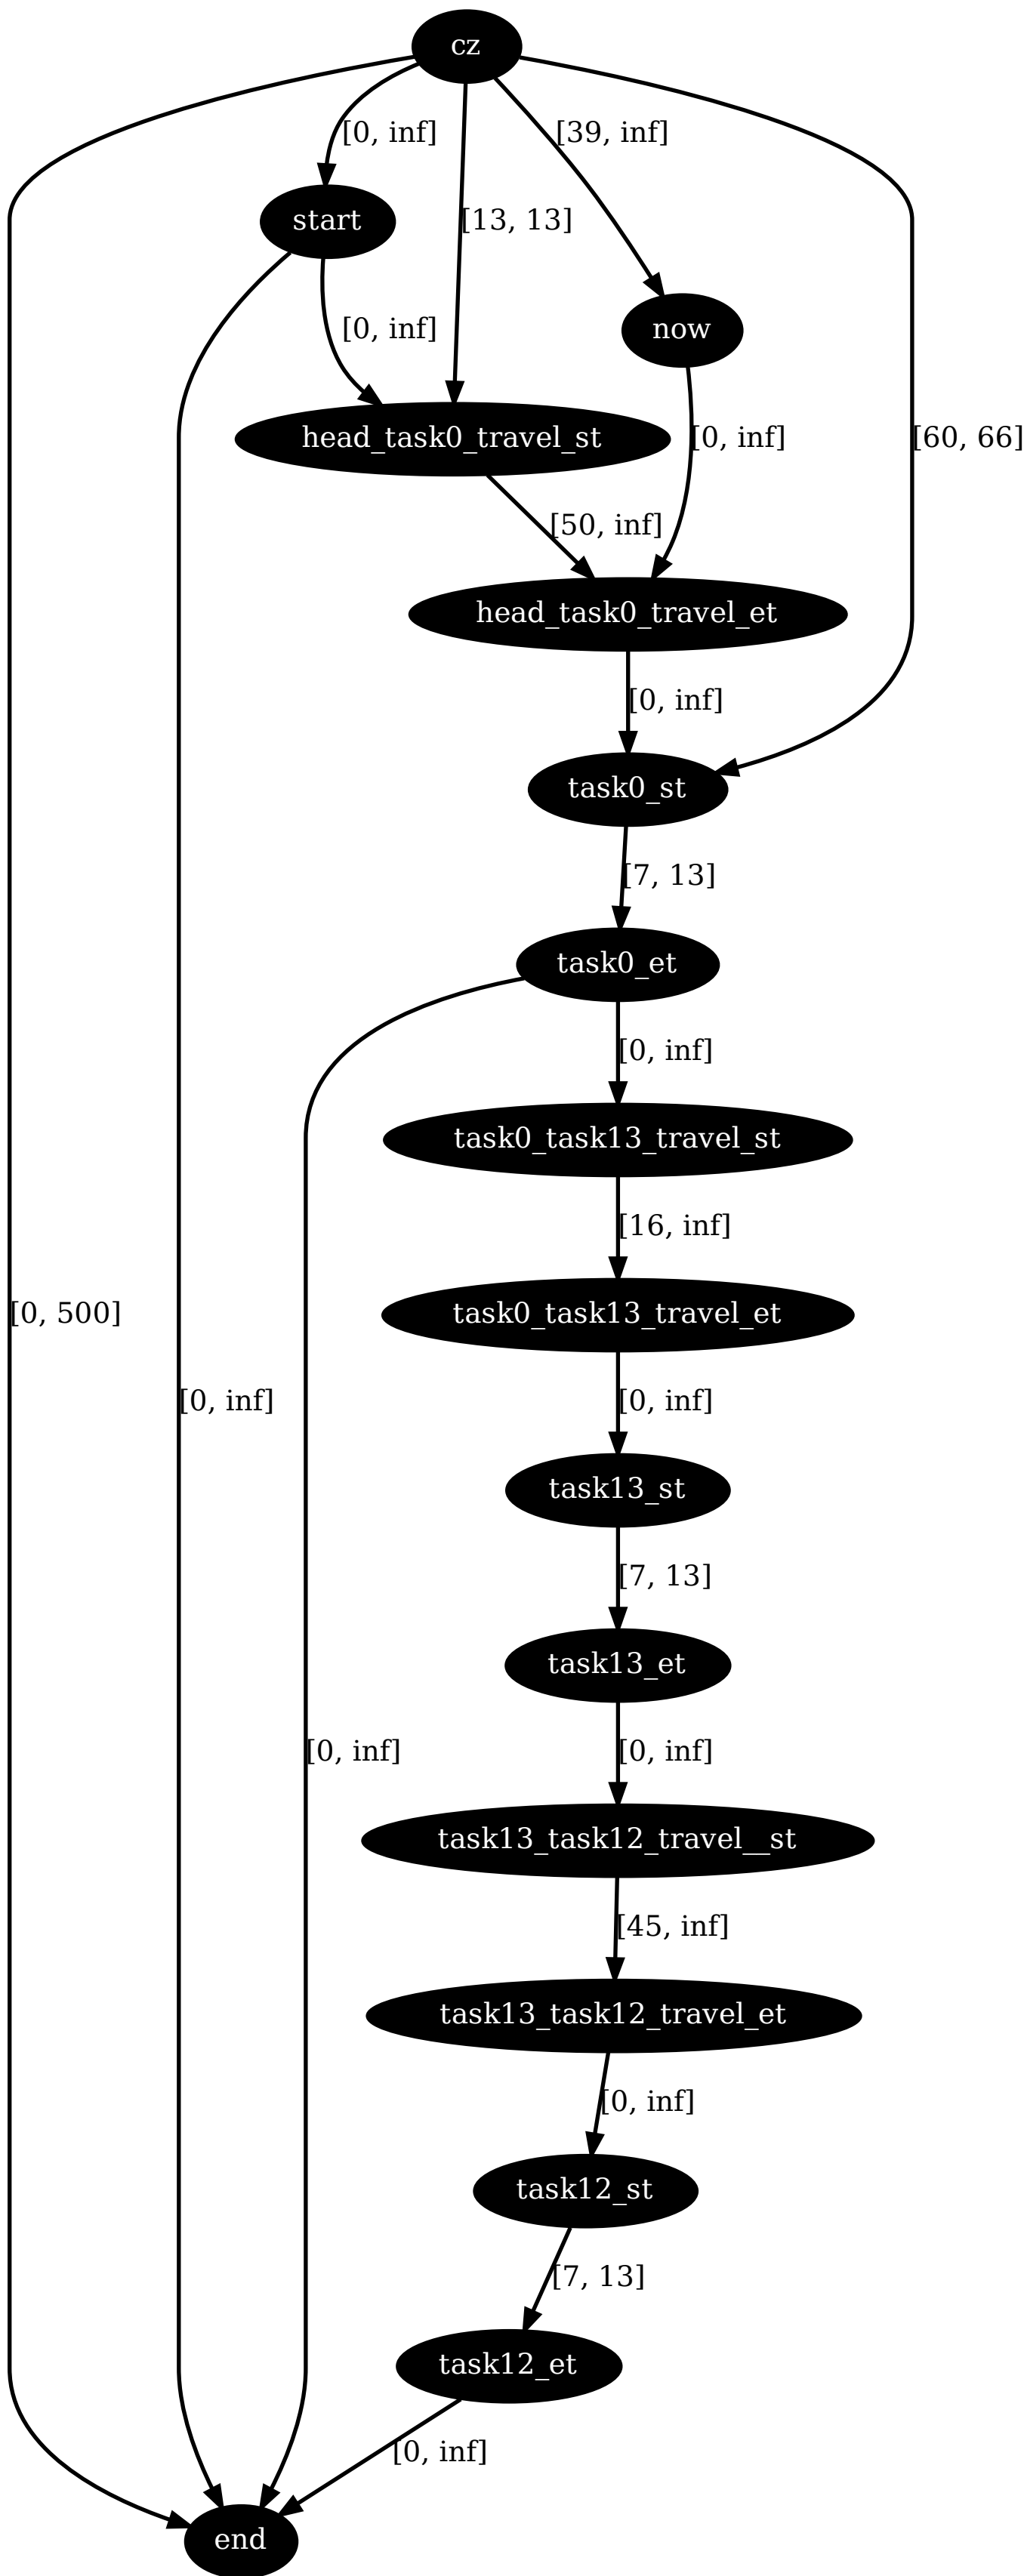 cz
[0, inf]
[39, inf]
start
[13, 13]
[0, inf]
now
head_task0_travel_st
[0, inf]
[60, 66]
[50, inf]
head_task0_travel_et
[0, inf]
task0_st
[7, 13]
task0_et
[0, inf]
task0_task13_travel_st
[16, inf]
task0_task13_travel_et
[0, 500]
[0, inf]
[0, inf]
task13_st
[7, 13]
task13_et
[0, inf]
[0, inf]
task13_task12_travel__st
[45, inf]
task13_task12_travel_et
[0, inf]
task12_st
[7, 13]
task12_et
[0, inf]
end